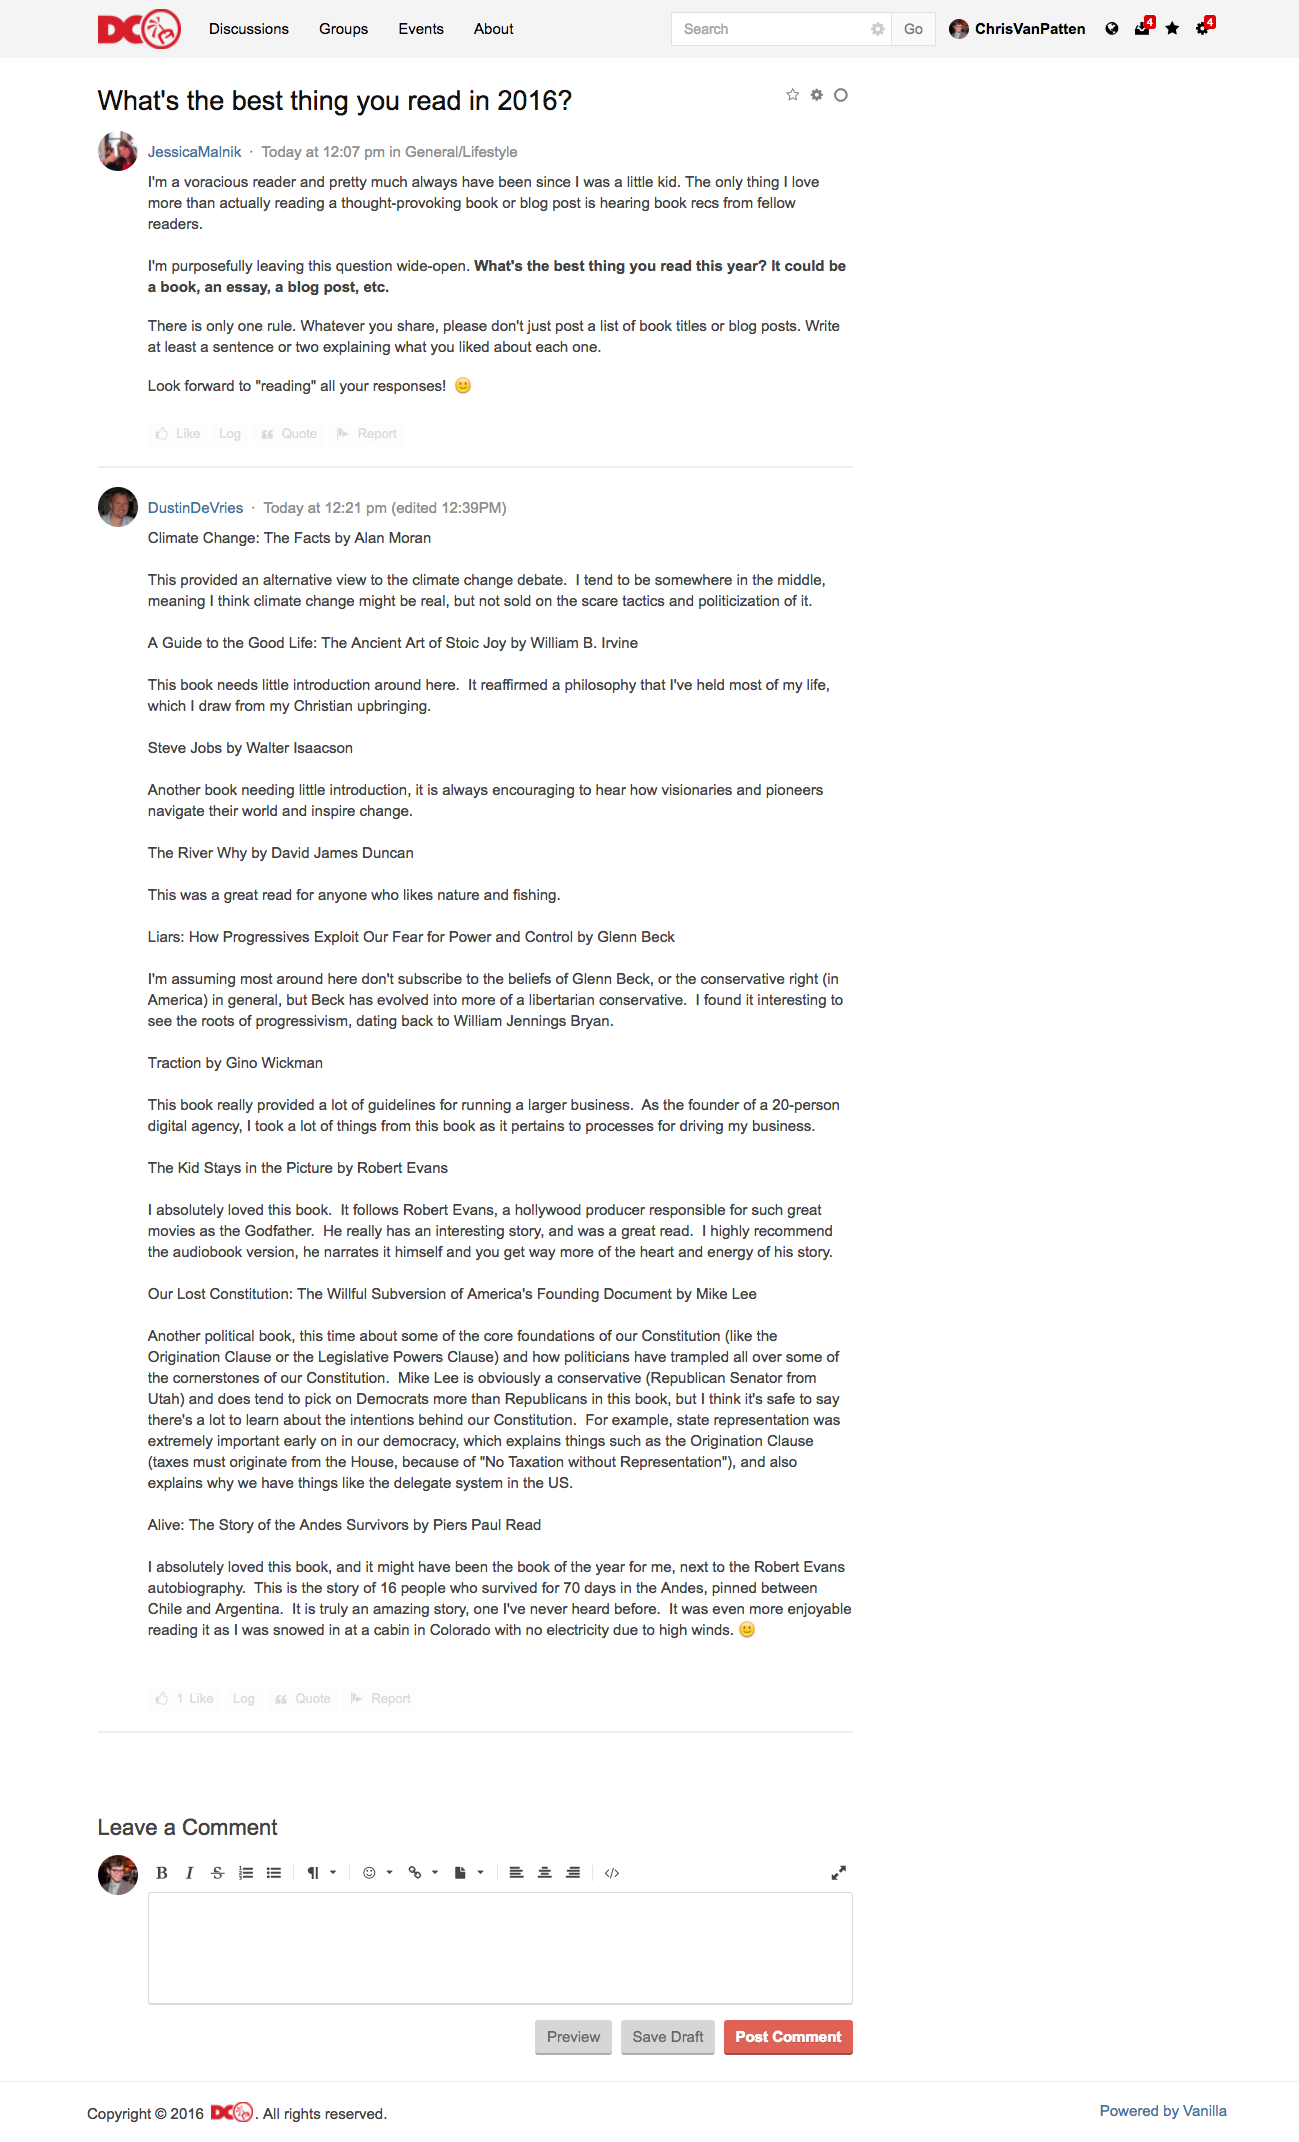 DC
Discussions Groups Events About Search Go ChrisVanPatten 4 4
What's the best thing you read in 2016?
JessicaMalnik · Today at 12:07 pm in General/Lifestyle
I'm a voracious reader and pretty much always have been since I was a little kid. The only thing I love
more than actually reading a thought-provoking book or blog post is hearing book recs from fellow
readers.
I'm purposefully leaving this question wide-open. What's the best thing you read this year? It could be
a book, an essay, a blog post, etc.
There is only one rule. Whatever you share, please don't just post a list of book titles or blog posts. Write
at least a sentence or two explaining what you liked about each one.
Look forward to "reading" all your responses! 🙂
Like Log Quote Report
DustinDeVries · Today at 12:21 pm (edited 12:39PM)
Climate Change: The Facts by Alan Moran
This provided an alternative view to the climate change debate.  I tend to be somewhere in the middle,
meaning I think climate change might be real, but not sold on the scare tactics and politicization of it.
A Guide to the Good Life: The Ancient Art of Stoic Joy by William B. Irvine
This book needs little introduction around here.  It reaffirmed a philosophy that I've held most of my life,
which I draw from my Christian upbringing.
Steve Jobs by Walter Isaacson
Another book needing little introduction, it is always encouraging to hear how visionaries and pioneers
navigate their world and inspire change.
The River Why by David James Duncan
This was a great read for anyone who likes nature and fishing.
Liars: How Progressives Exploit Our Fear for Power and Control by Glenn Beck
I'm assuming most around here don't subscribe to the beliefs of Glenn Beck, or the conservative right (in
America) in general, but Beck has evolved into more of a libertarian conservative.  I found it interesting to
see the roots of progressivism, dating back to William Jennings Bryan.
Traction by Gino Wickman
This book really provided a lot of guidelines for running a larger business.  As the founder of a 20-person
digital agency, I took a lot of things from this book as it pertains to processes for driving my business.
The Kid Stays in the Picture by Robert Evans
I absolutely loved this book.  It follows Robert Evans, a hollywood producer responsible for such great
movies as the Godfather.  He really has an interesting story, and was a great read.  I highly recommend
the audiobook version, he narrates it himself and you get way more of the heart and energy of his story.
Our Lost Constitution: The Willful Subversion of America's Founding Document by Mike Lee
Another political book, this time about some of the core foundations of our Constitution (like the
Origination Clause or the Legislative Powers Clause) and how politicians have trampled all over some of
the cornerstones of our Constitution.  Mike Lee is obviously a conservative (Republican Senator from
Utah) and does tend to pick on Democrats more than Republicans in this book, but I think it's safe to say
there's a lot to learn about the intentions behind our Constitution.  For example, state representation was
extremely important early on in our democracy, which explains things such as the Origination Clause
(taxes must originate from the House, because of "No Taxation without Representation"), and also
explains why we have things like the delegate system in the US.
Alive: The Story of the Andes Survivors by Piers Paul Read
I absolutely loved this book, and it might have been the book of the year for me, next to the Robert Evans
autobiography.  This is the story of 16 people who survived for 70 days in the Andes, pinned between
Chile and Argentina.  It is truly an amazing story, one I've never heard before.  It was even more enjoyable
reading it as I was snowed in at a cabin in Colorado with no electricity due to high winds. 🙂
1 Like Log Quote Report
Leave a Comment
B I S ¶ </>
Preview Save Draft Post Comment
Copyright © 2016 DC. All rights reserved. Powered by Vanilla